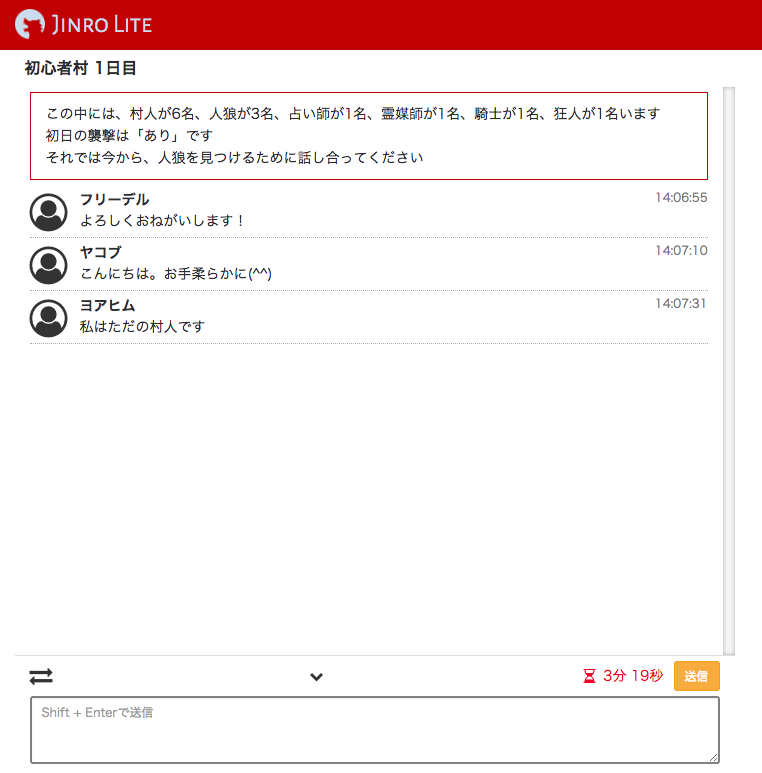 JINRO LITE
初心者村 1日目
この中には、村人が6名、人狼が3名、占い師が1名、霊媒師が1名、騎士が1名、狂人が1名います
初日の襲撃は「あり」です
それでは今から、人狼を見つけるために話し合ってください
フリーデル 14:06:55
よろしくおねがいします！
ヤコブ 14:07:10
こんにちは。お手柔らかに(^^)
ヨアヒム 14:07:31
私はただの村人です
3分 19秒 送信
Shift + Enterで送信